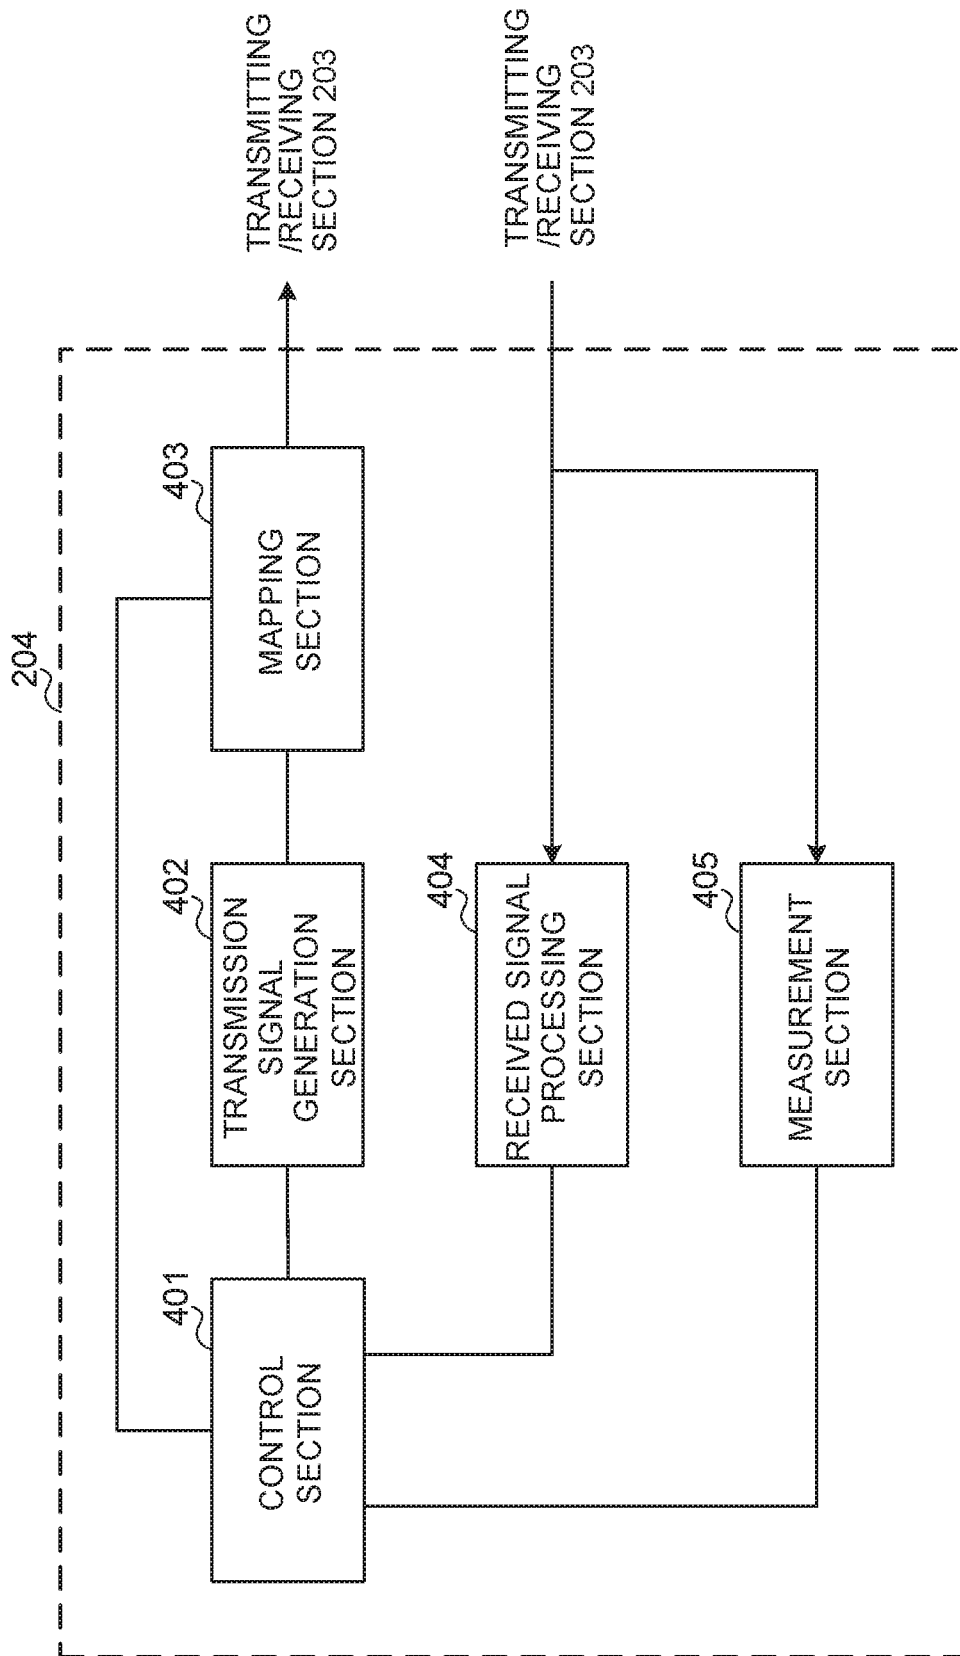 204
401
CONTROL
SECTION
402
TRANSMISSION
SIGNAL
GENERATION
SECTION
403
MAPPING
SECTION
TRANSMITTING
/RECEIVING
SECTION 203
404
RECEIVED SIGNAL
PROCESSING
SECTION
TRANSMITTING
/RECEIVING
SECTION 203
405
MEASUREMENT
SECTION